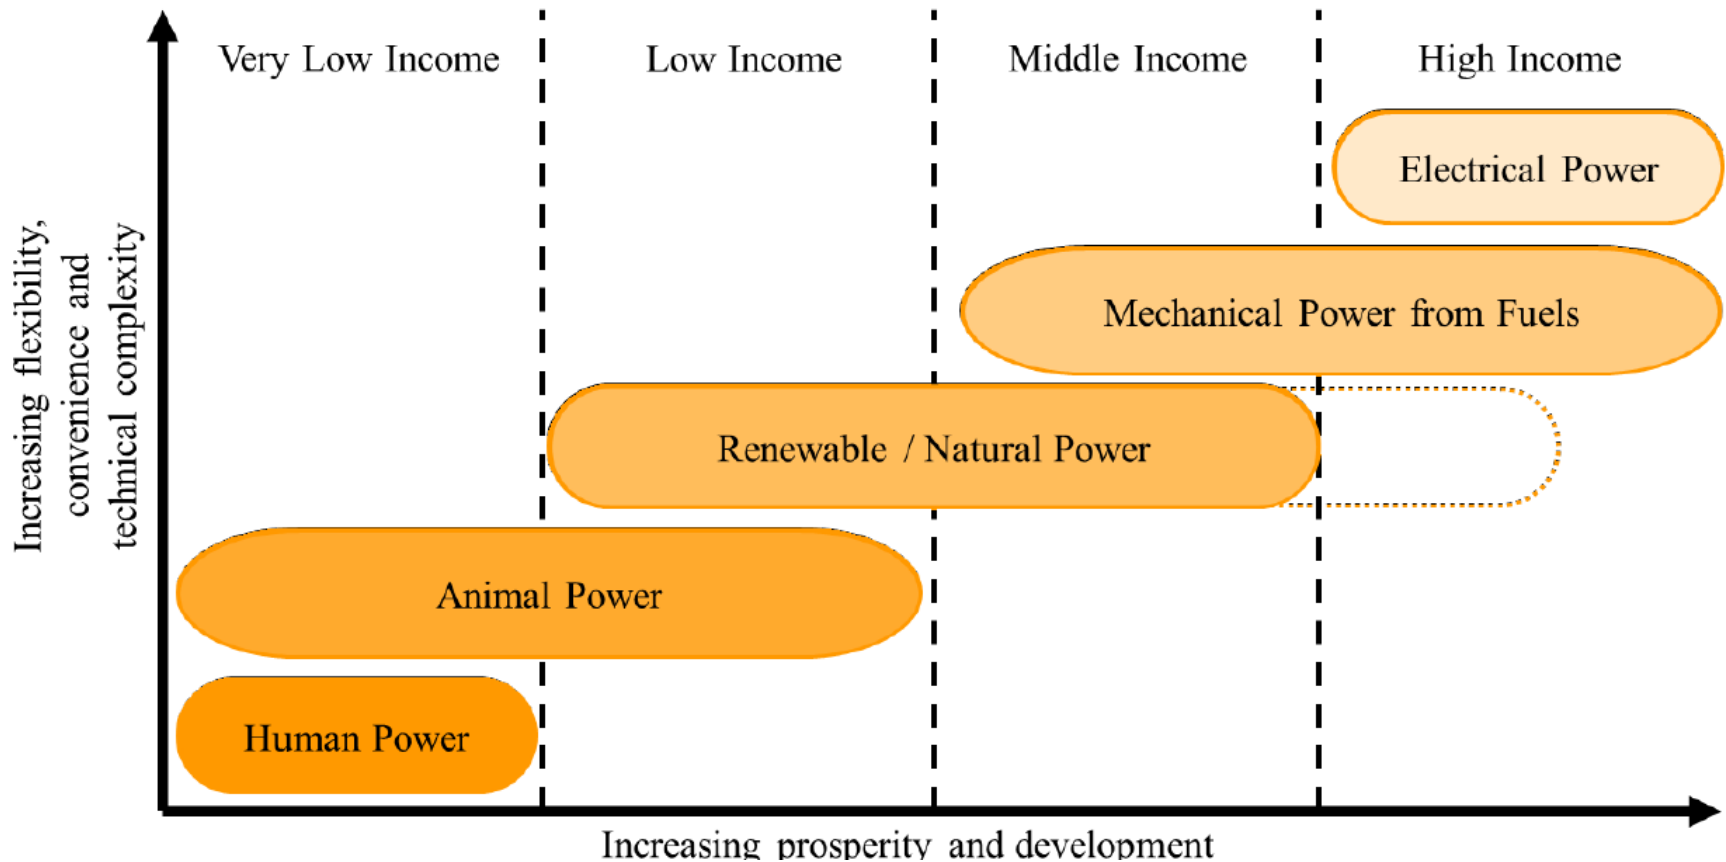 Very Low Income
Low Income
Middle Income
High Income
Electrical Power
Mechanical Power from Fuels
Renewable / Natural Power
Animal Power
Human Power
Increasing flexibility,
convenience and
technical complexity
Increasing prosperity and development